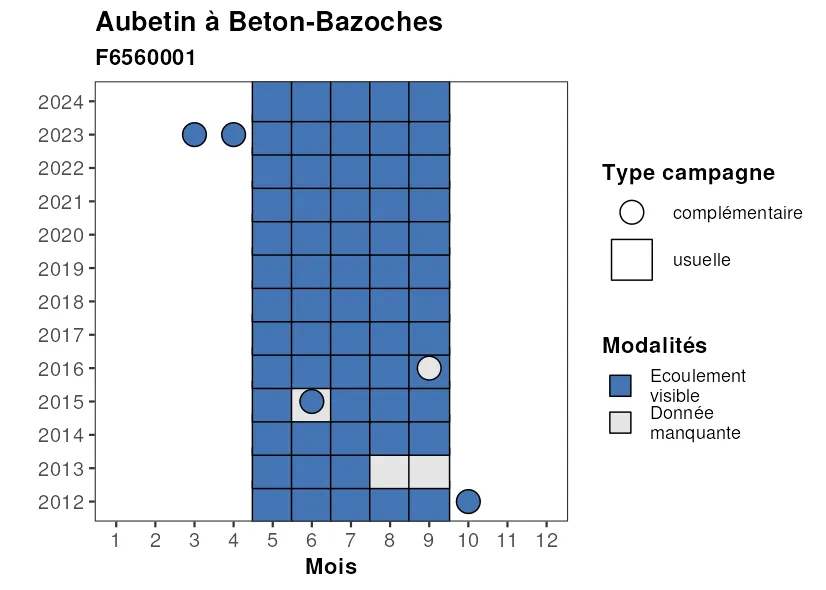 Aubetin à Beton-Bazoches
F6560001
2024
2023
2022
2021
2020
2019
2018
2017
2016
2015
2014
2013
2012
1 2 3 4 5 6 7 8 9 10 11 12
Mois
Type campagne
complémentaire
usuelle
Modalités
Ecoulement
visible
Donnée
manquante